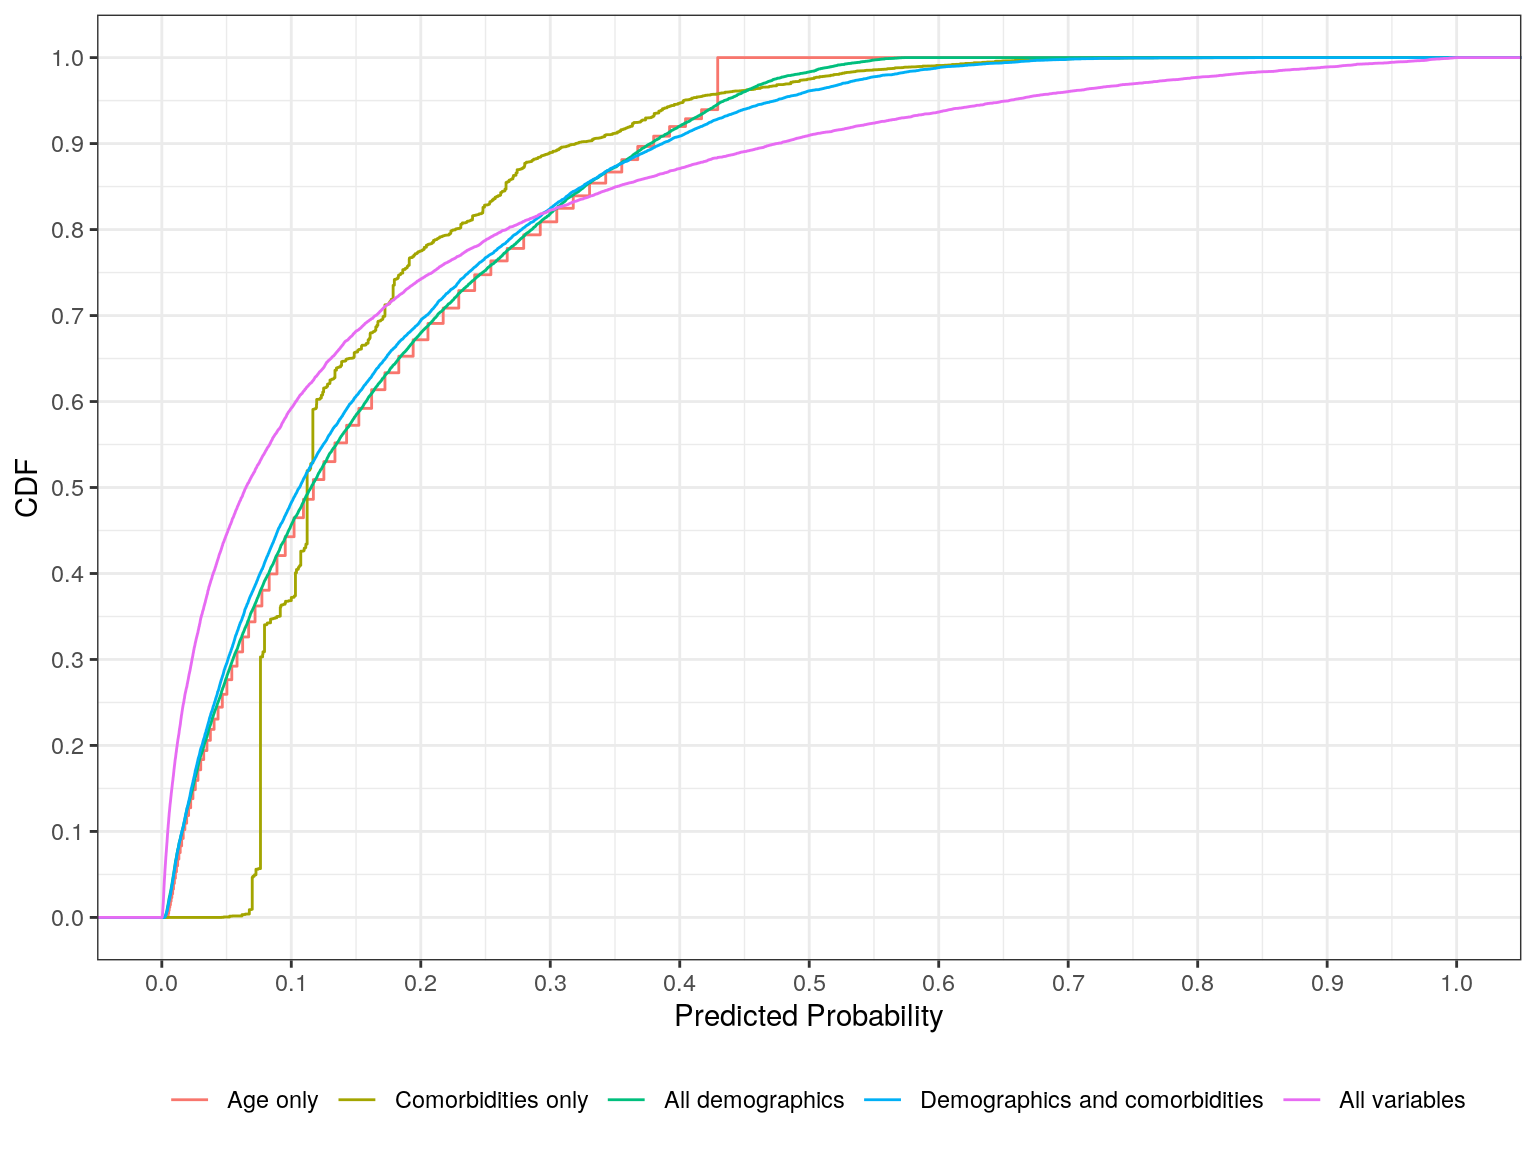 1.0
0.9
0.8
0.7
0.6
0.5
0.4
0.3
0.2
0.1
0.0
CDF
0.0 0.1 0.2 0.3 0.4 0.5 0.6 0.7 0.8 0.9 1.0
Predicted Probability
Age only Comorbidities only All demographics Demographics and comorbidities All variables